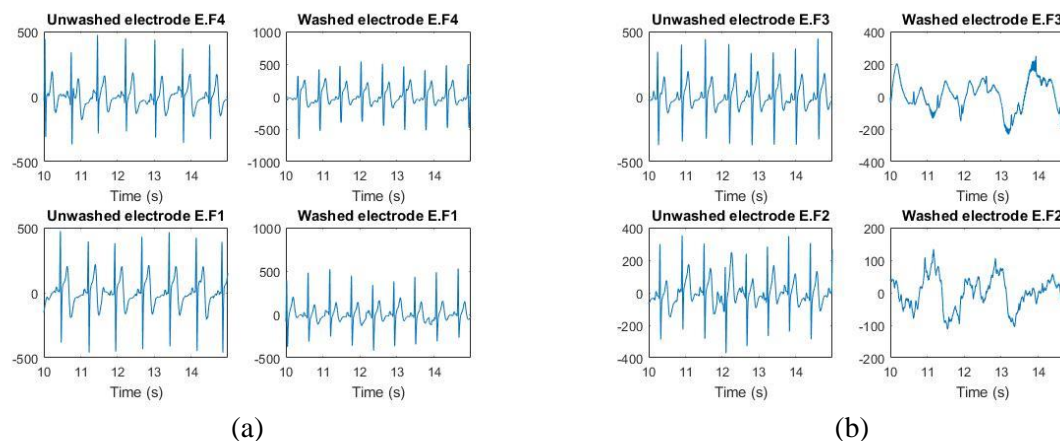 Unwashed electrode E.F4
500
0
-500
10 11 12 13 14
Time (s)
Washed electrode E.F4
1000
500
0
-500
-1000
10 11 12 13 14
Time (s)
Unwashed electrode E.F1
500
0
-500
10 11 12 13 14
Time (s)
Washed electrode E.F1
1000
500
0
-500
10 11 12 13 14
Time (s)
(a)
Unwashed electrode E.F3
500
0
-500
10 11 12 13 14
Time (s)
Washed electrode E.F3
400
200
0
-200
-400
10 11 12 13 14
Time (s)
Unwashed electrode E.F2
400
200
0
-200
-400
10 11 12 13 14
Time (s)
Washed electrode E.F2
200
100
0
-100
-200
10 11 12 13 14
Time (s)
(b)